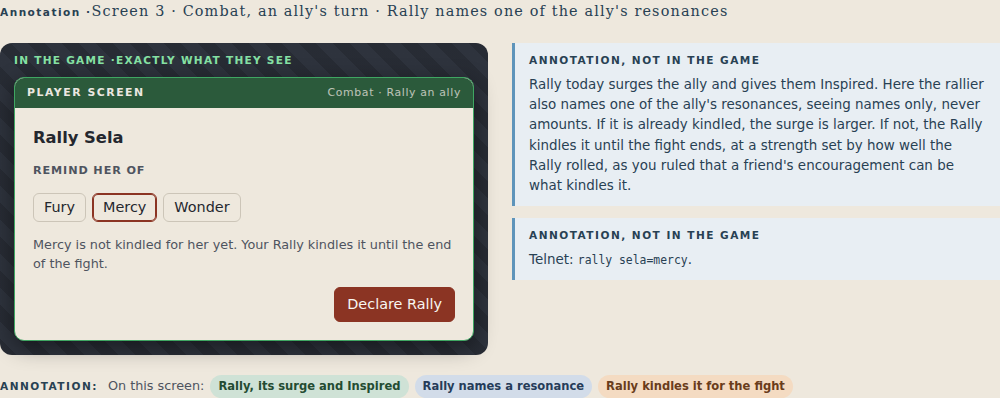 Annotation ·Screen 3 · Combat, an ally's turn · Rally names one of the ally's resonances
IN THE GAME ·EXACTLY WHAT THEY SEE
PLAYER SCREEN
Combat · Rally an ally
Rally Sela
REMIND HER OF
Fury
Mercy
Wonder
Mercy is not kindled for her yet. Your Rally kindles it until the end
of the fight.
Declare Rally
ANNOTATION, NOT IN THE GAME
Rally today surges the ally and gives them Inspired. Here the rallier
also names one of the ally's resonances, seeing names only, never
amounts. If it is already kindled, the surge is larger. If not, the Rally
kindles it until the fight ends, at a strength set by how well the
Rally rolled, as you ruled that a friend's encouragement can be
what kindles it.
ANNOTATION, NOT IN THE GAME
Telnet: rally sela=mercy.
ANNOTATION: On this screen: Rally, its surge and Inspired Rally names a resonance Rally kindles it for the fight